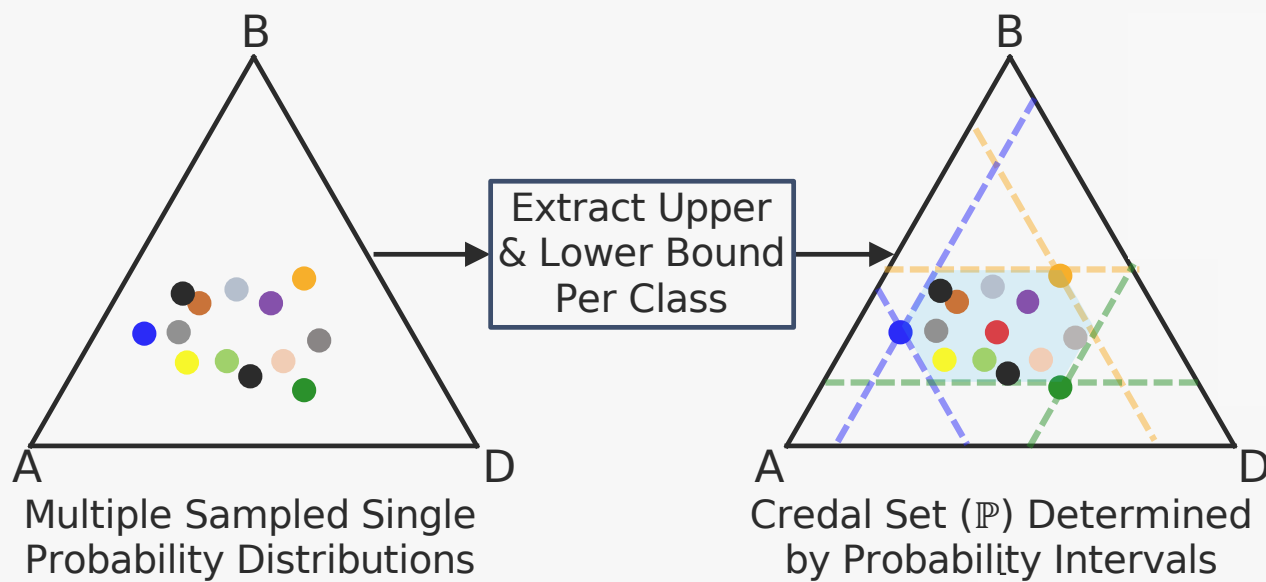 B
B
Extract Upper
& Lower Bound
Per Class
A
D
A
D
Multiple Sampled Single
Probability Distributions
Credal Set (ℙ) Determined
by Probability Intervals